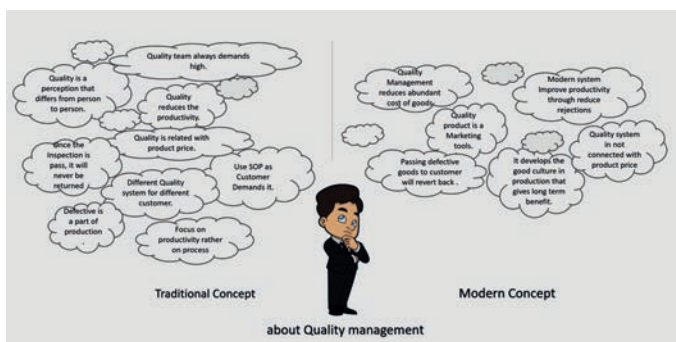 Quality team always demands
high.
Quality is a
perception that
differs from person
to person.
Quality
reduces the
productivity.
Quality is related with
product price.
Once the
Inspection is
pass, it will
never be
returned
Different Quality
system for different
customer.
Use SOP as
Customer
Demands it.
Defective is
a part of
production
.
Focus on
productivity rather
on process
Traditional Concept
Quality
Management
reduces abundant
cost of goods.
Modern system
Improve productivity
through reduce
rejections
Quality
product is a
Marketing
tools.
Quality system
in not
connected with
product price
Passing defective
goods to customer
will revert back .
It develops the
good culture in
production that
gives long term
benefit.
Modern Concept
about Quality management